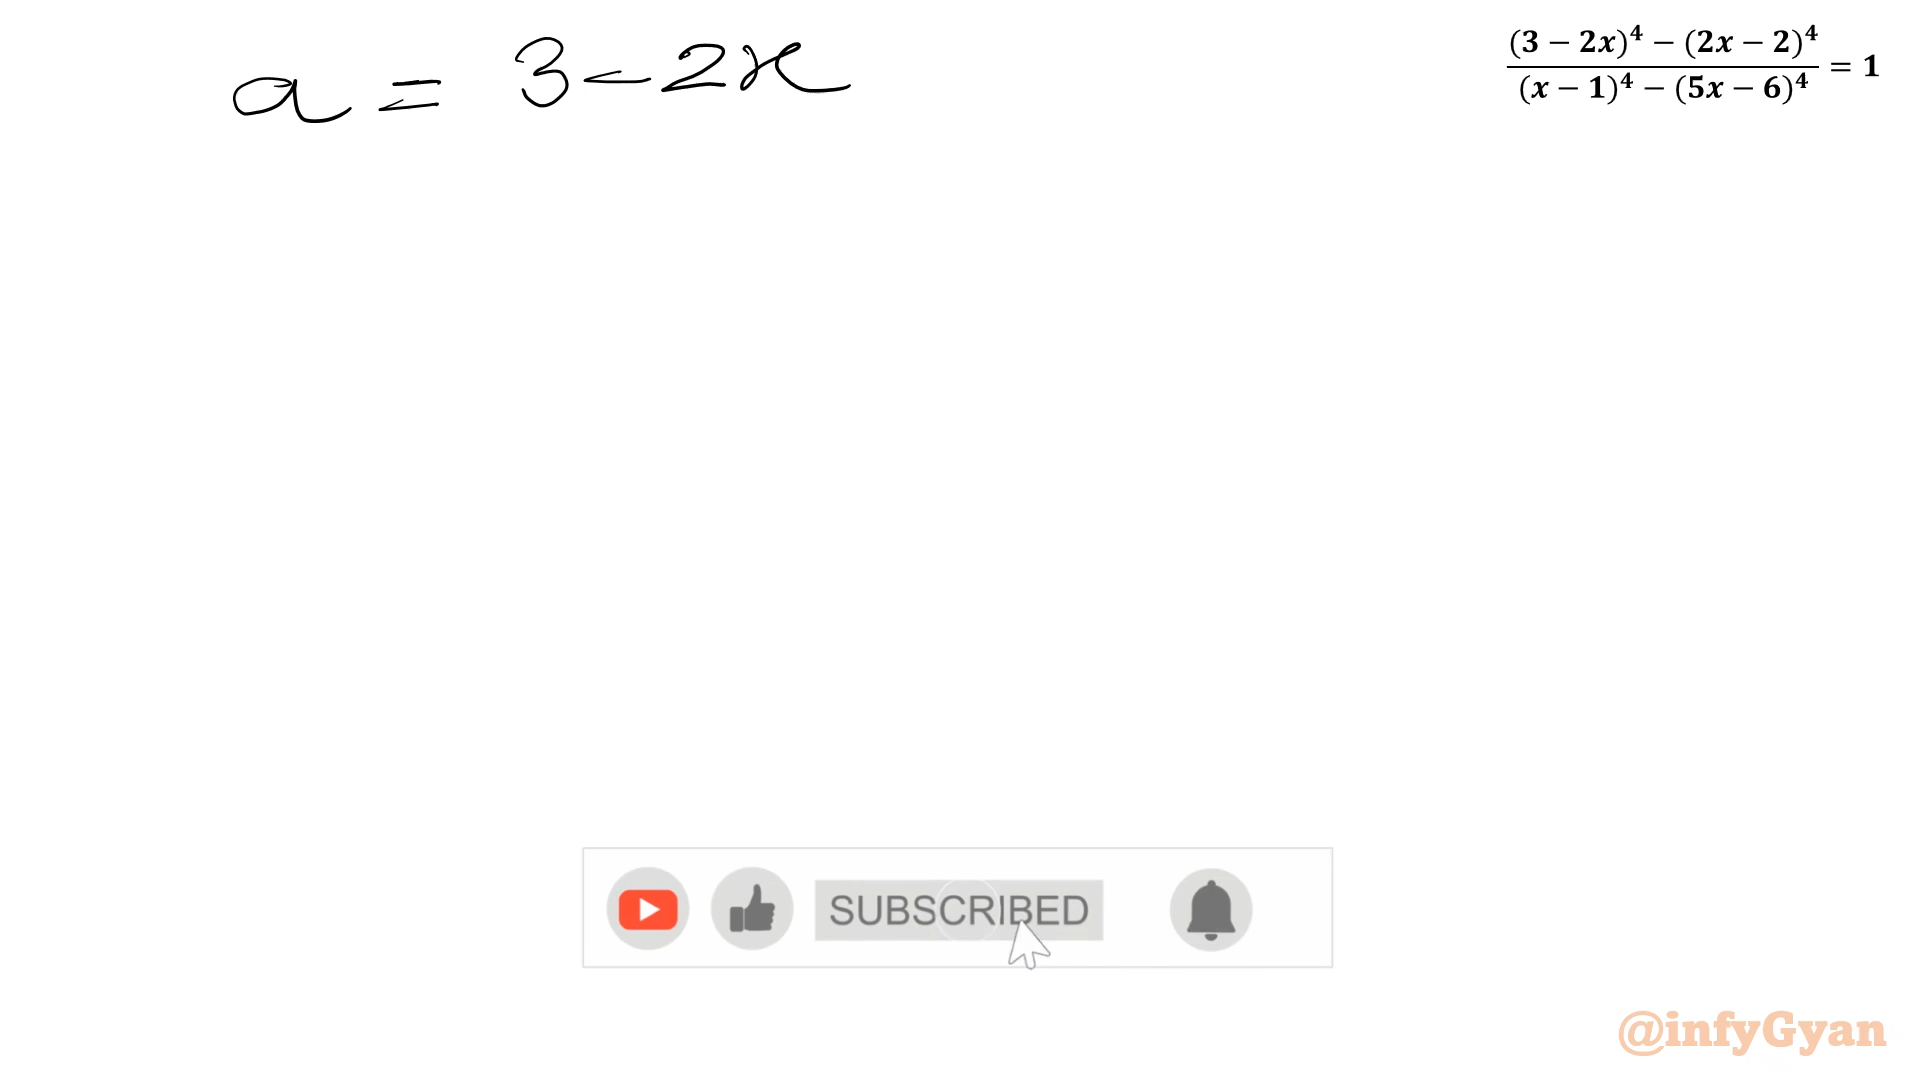 a = 3 - 2x
(3 − 2x)⁴ − (2x − 2)⁴
(x − 1)⁴ − (5x − 6)⁴
= 1
SUBSCRIBED
@infyGyan